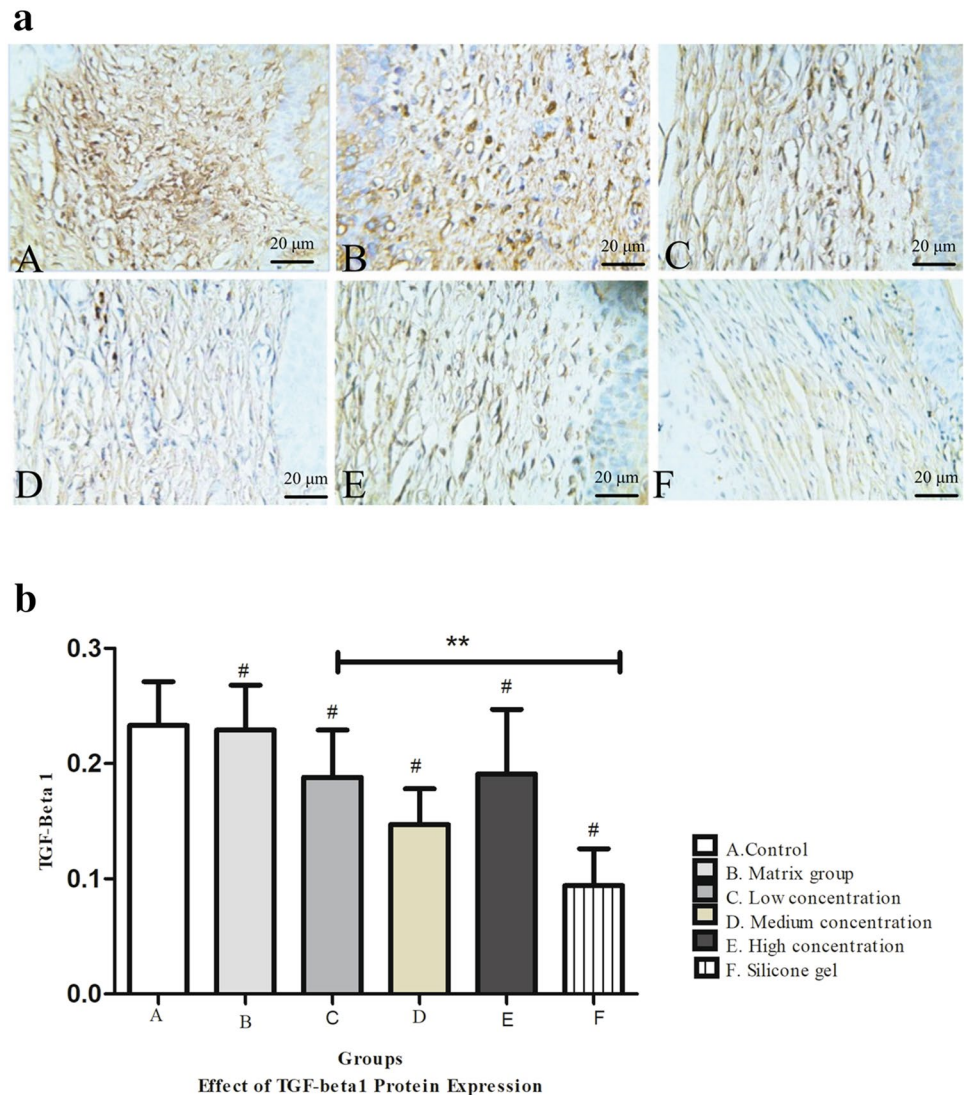 a
20 μm
A
20 μm
B
20 μm
C
20 μm
D
20 μm
E
20 μm
F
b
**
0.3
#
#
#
#
#
0.2
0.1
0.0
TGF-Beta 1
A B C D E F
Groups
Effect of TGF-beta1 Protein Expression
A.Control
B. Matrix group
C. Low concentration
D. Medium concentration
E. High concentration
F. Silicone gel